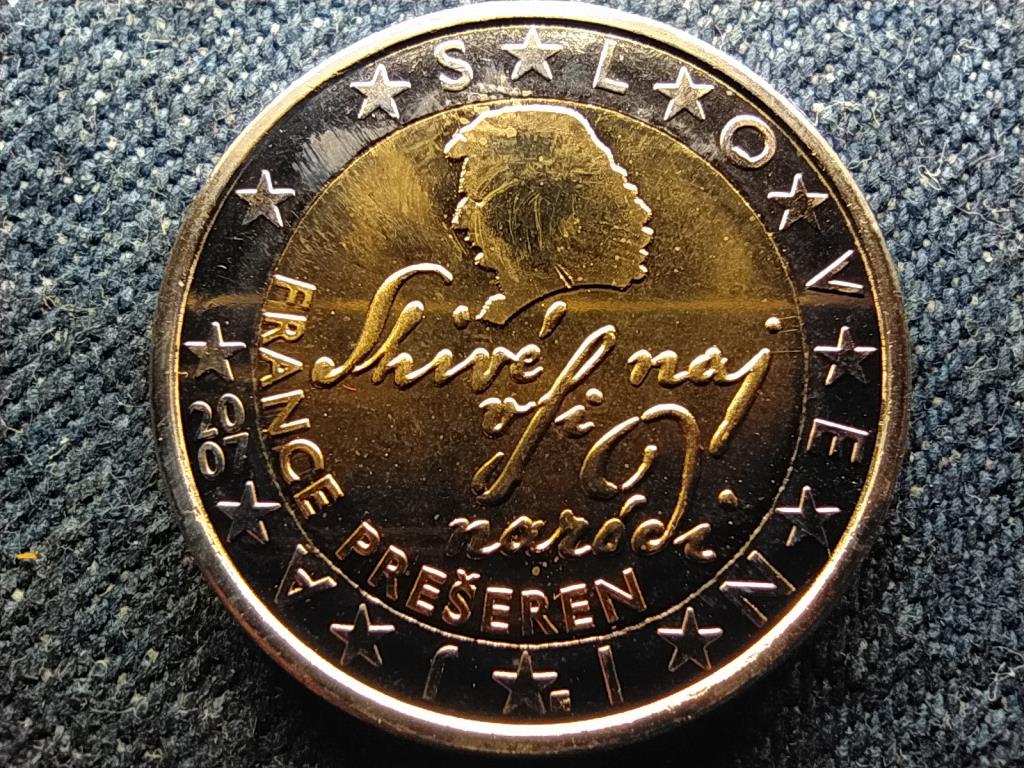 SLOVENIJA
2007
FRANCE PREŠEREN
Shivé naj
vsi
naródi